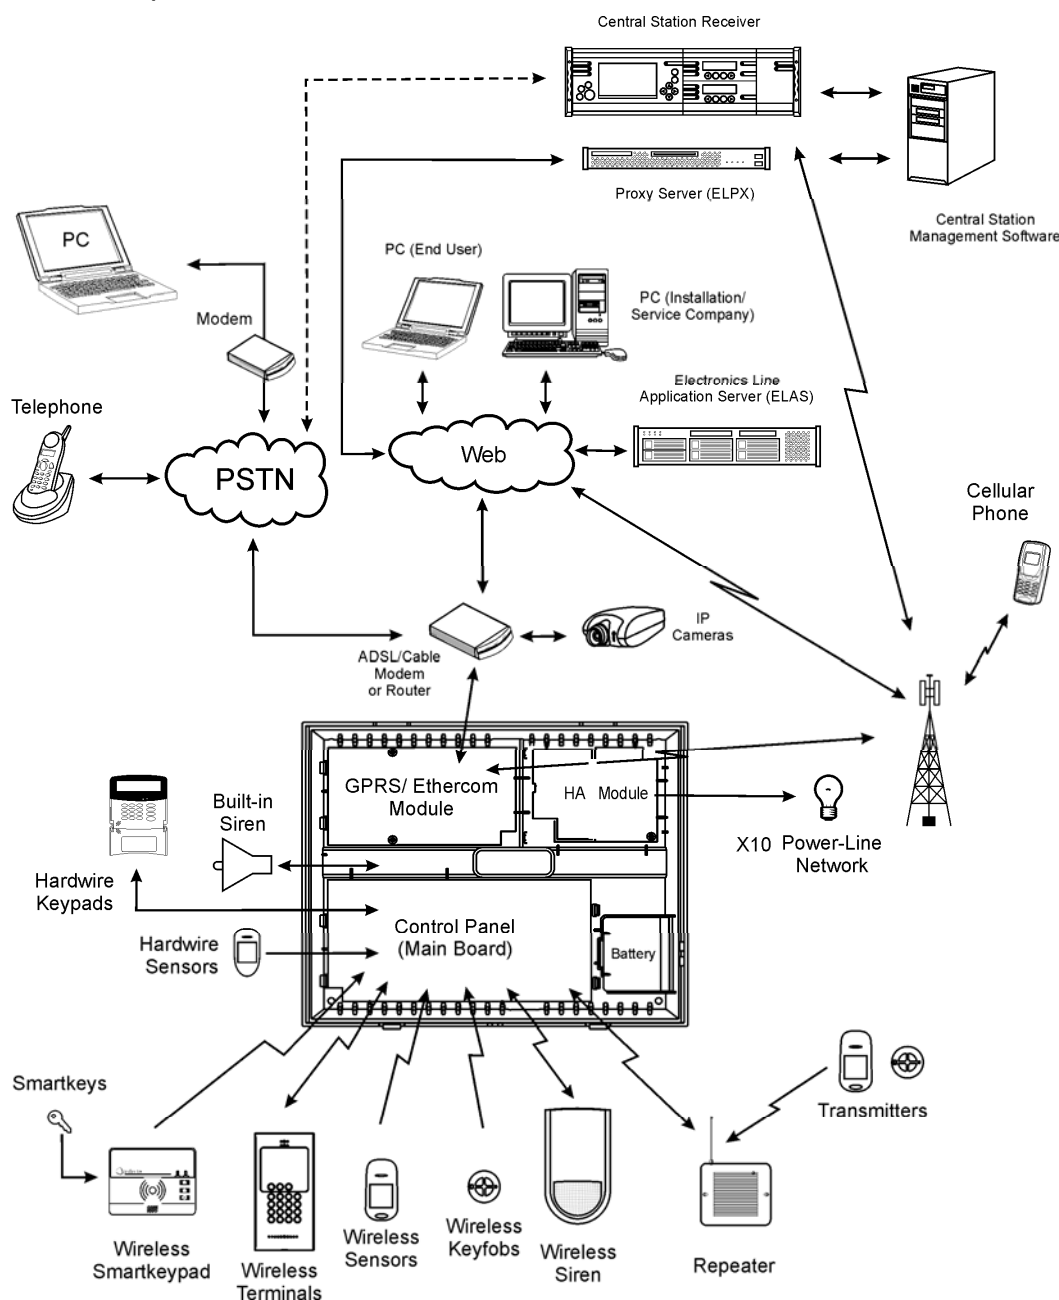 Central Station Receiver
Proxy Server (ELPX)
Central Station
Management Software
PC
PC (End User)
PC (Installation/
Service Company)
Modem
Electronics Line
Application Server (ELAS)
Telephone
PSTN
Web
Cellular
Phone
IP
Cameras
ADSL/Cable
Modem
or Router
GPRS/ Ethercom
Module
HA Module
Built-in
Siren
X10 Power-Line
Network
Hardwire
Keypads
Control Panel
(Main Board)
Hardwire
Sensors
Battery
Smartkeys
Transmitters
Wireless
Smartkeypad
Wireless
Terminals
Wireless
Sensors
Wireless
Keyfobs
Wireless
Siren
Repeater